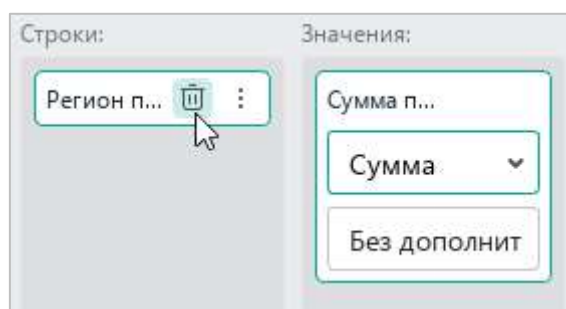 Строки:
Значения:
Регион п...
Сумма п...
Сумма
Без дополнит